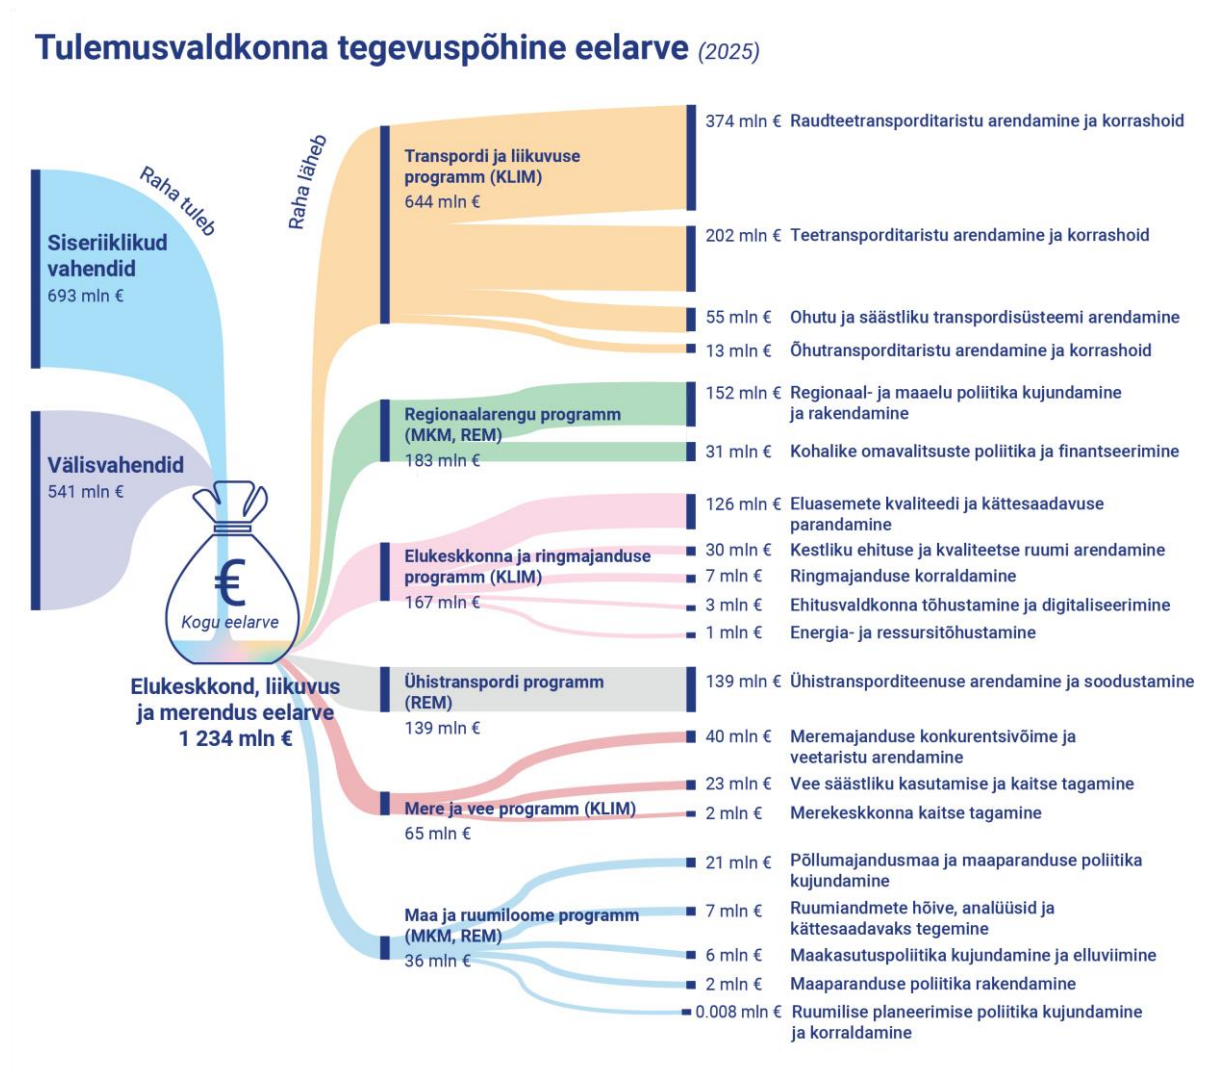 Tulemusvaldkonna tegevuspõhine eelarve (2025)
Raha tuleb
Raha läheb
Siseriiklikud
vahendid
693 mln €
Välisvahendid
541 mln €
€
Kogu eelarve
Elukeskkond, liikuvus
ja merendus eelarve
1 234 mln €
Transpordi ja liikuvuse
programm (KLIM)
644 mln €
374 mln € Raudteetransporditaristu arendamine ja korrashoid
202 mln € Teetransporditaristu arendamine ja korrashoid
55 mln € Ohutu ja säästliku transpordisüsteemi arendamine
13 mln € Õhutransporditaristu arendamine ja korrashoid
Regionaalarengu programm
(MKM, REM)
183 mln €
152 mln € Regionaal- ja maaelu poliitika kujundamine
ja rakendamine
31 mln € Kohalike omavalitsuste poliitika ja finantseerimine
Elukeskkonna ja ringmajanduse
programm (KLIM)
167 mln €
126 mln € Eluasemete kvaliteedi ja kättesaadavuse
parandamine
30 mln € Kestliku ehituse ja kvaliteetse ruumi arendamine
7 mln € Ringmajanduse korraldamine
3 mln € Ehitusvaldkonna tõhustamine ja digitaliseerimine
1 mln € Energia- ja ressursitõhustamine
Ühistranspordi programm
(REM)
139 mln €
139 mln € Ühistransporditeenuse arendamine ja soodustamine
Mere ja vee programm (KLIM)
65 mln €
40 mln € Meremajanduse konkurentsivõime ja
veetaristu arendamine
23 mln € Vee säästliku kasutamise ja kaitse tagamine
2 mln € Merekeskkonna kaitse tagamine
Maa ja ruumiloome programm
(MKM, REM)
36 mln €
21 mln € Põllumajandusmaa ja maaparanduse poliitika
kujundamine
7 mln € Ruumiandmete hõive, analüüsid ja
kättesaadavaks tegemine
6 mln € Maakasutuspoliitika kujundamine ja elluviimine
2 mln € Maaparanduse poliitika rakendamine
0.008 mln € Ruumilise planeerimise poliitika kujundamine
ja korraldamine